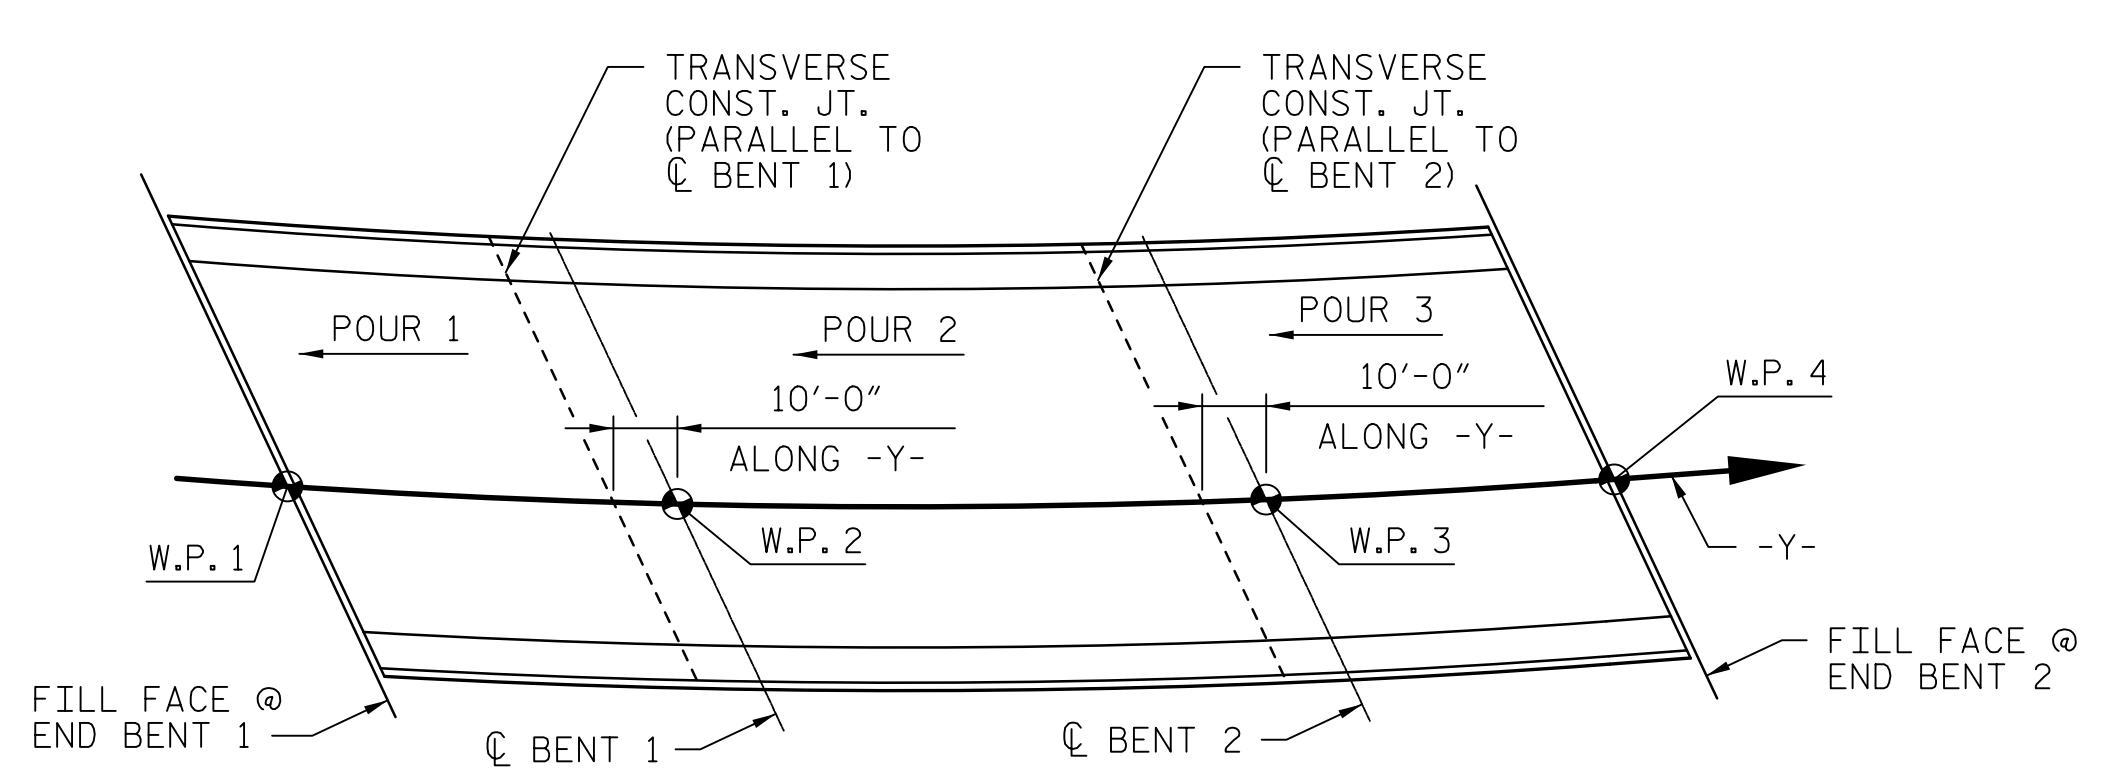 TRANSVERSE
CONST. JT.
(PARALLEL TO
℄ BENT 1)
TRANSVERSE
CONST. JT.
(PARALLEL TO
℄ BENT 2)
POUR 1
POUR 2
POUR 3
10'-0"
ALONG -Y-
10'-0"
ALONG -Y-
W.P. 4
W.P. 1
W.P. 2
W.P. 3
-Y-
FILL FACE @
END BENT 1
℄ BENT 1
℄ BENT 2
FILL FACE @
END BENT 2